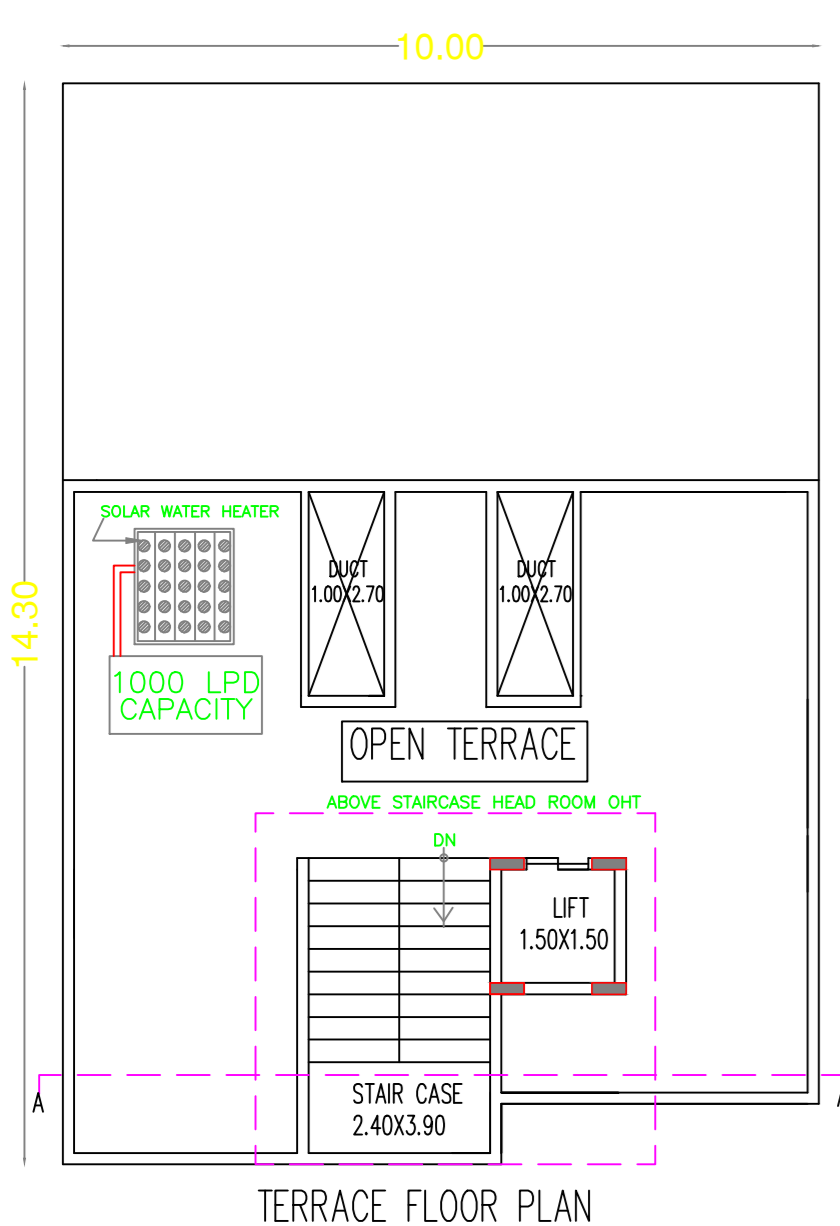 10.00
14.30
SOLAR WATER HEATER
DUCT
1.00X2.70
DUCT
1.00X2.70
1000 LPD
CAPACITY
OPEN TERRACE
ABOVE STAIRCASE HEAD ROOM OHT
DN
LIFT
1.50X1.50
A
STAIR CASE
2.40X3.90
TERRACE FLOOR PLAN